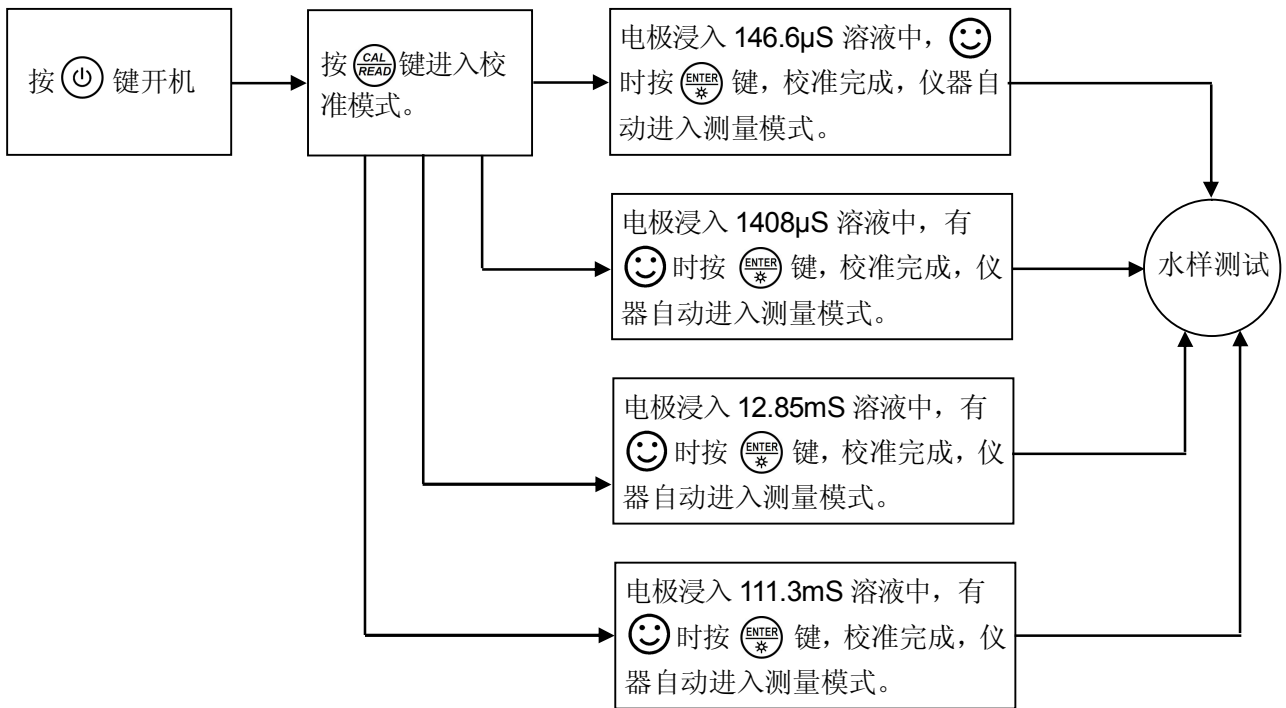 按 键开机
按 CAL READ 键进入校
准模式。
电极浸入 146.6µS 溶液中，
时按 ENTER 键，校准完成，仪器自
动进入测量模式。
电极浸入 1408µS 溶液中，有
时按 ENTER 键，校准完成，仪
器自动进入测量模式。
电极浸入 12.85mS 溶液中，有
时按 ENTER 键，校准完成，仪
器自动进入测量模式。
电极浸入 111.3mS 溶液中，有
时按 ENTER 键，校准完成，仪
器自动进入测量模式。
水样测试